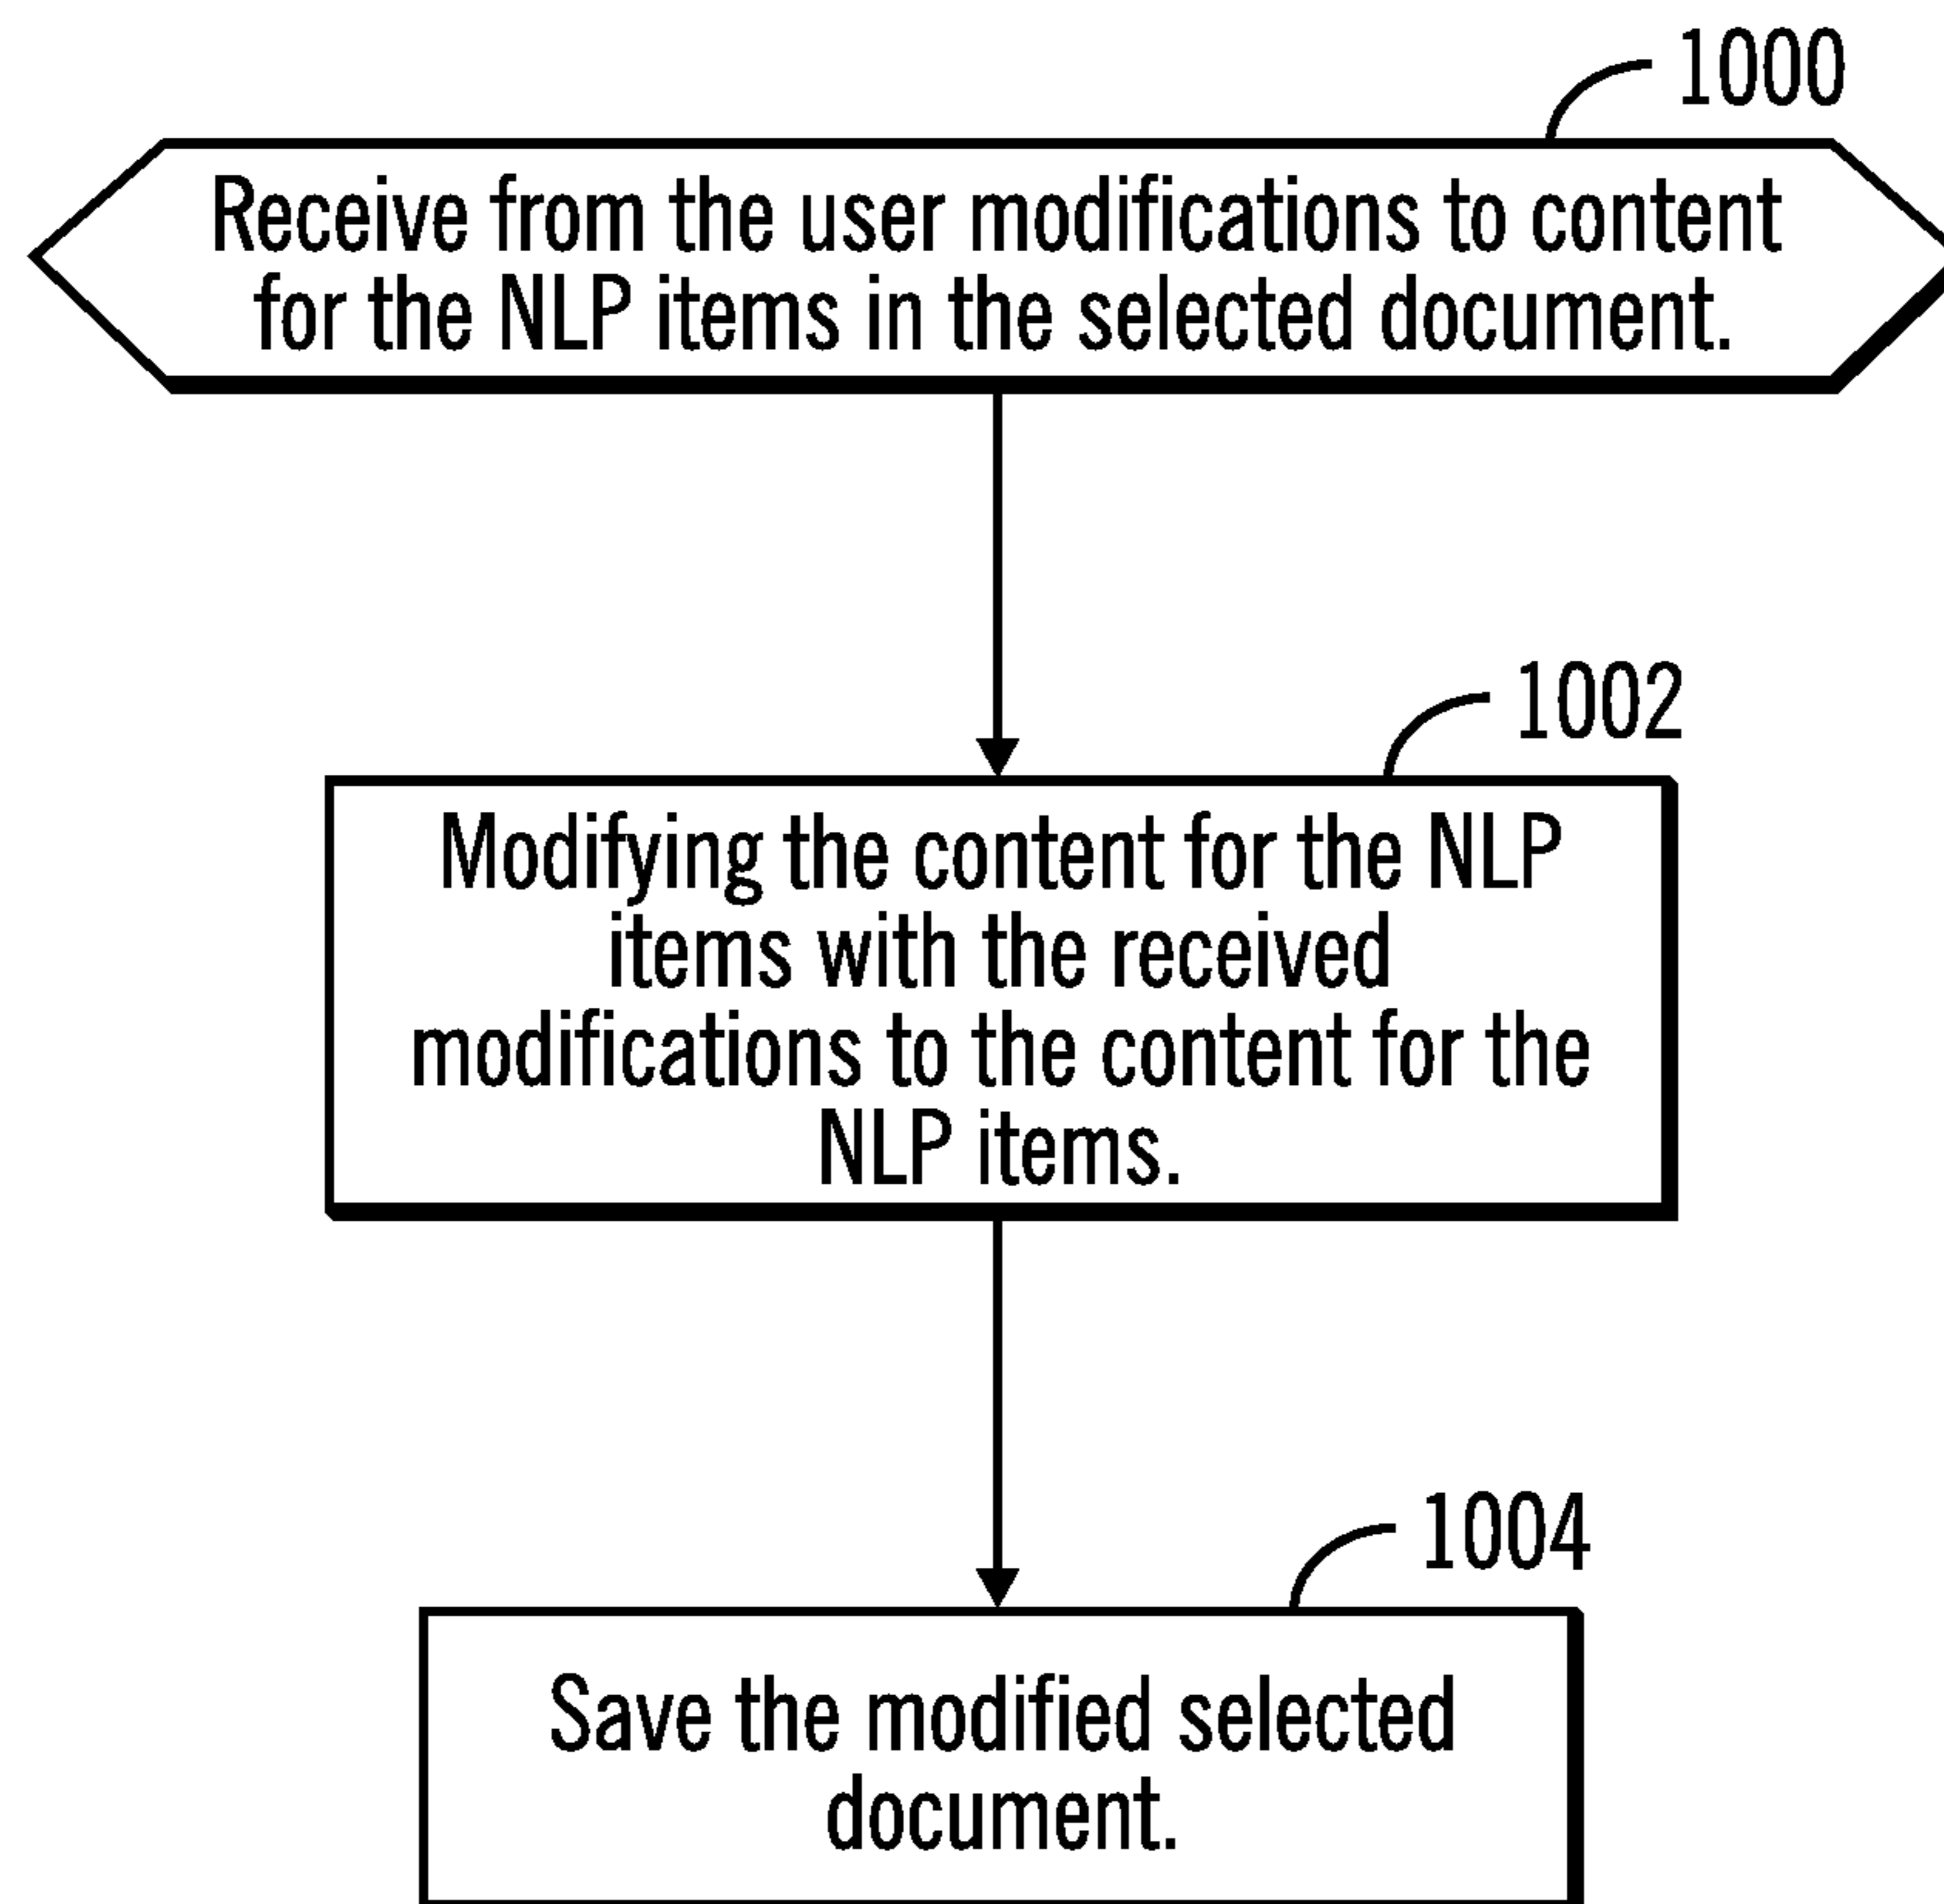 1000
Receive from the user modifications to content
for the NLP items in the selected document.
1002
Modifying the content for the NLP
items with the received
modifications to the content for the
NLP items.
1004
Save the modified selected
document.